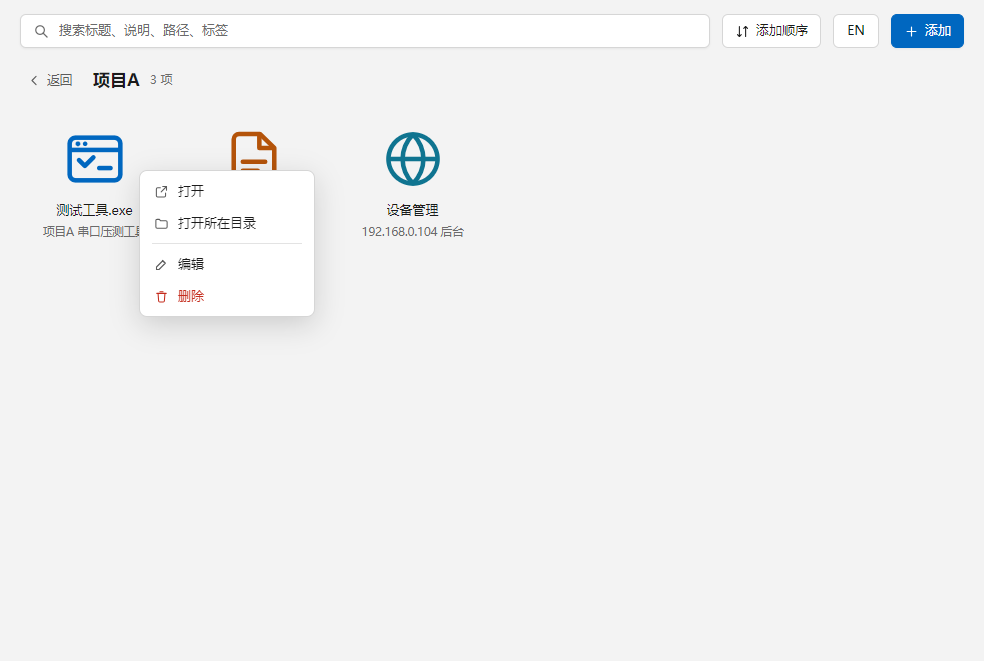 搜索标题、说明、路径、标签
添加顺序
EN
添加
返回
项目A
3 项
测试工具.exe
项目A 串口压测工
设备管理
192.168.0.104 后台
打开
打开所在目录
编辑
删除